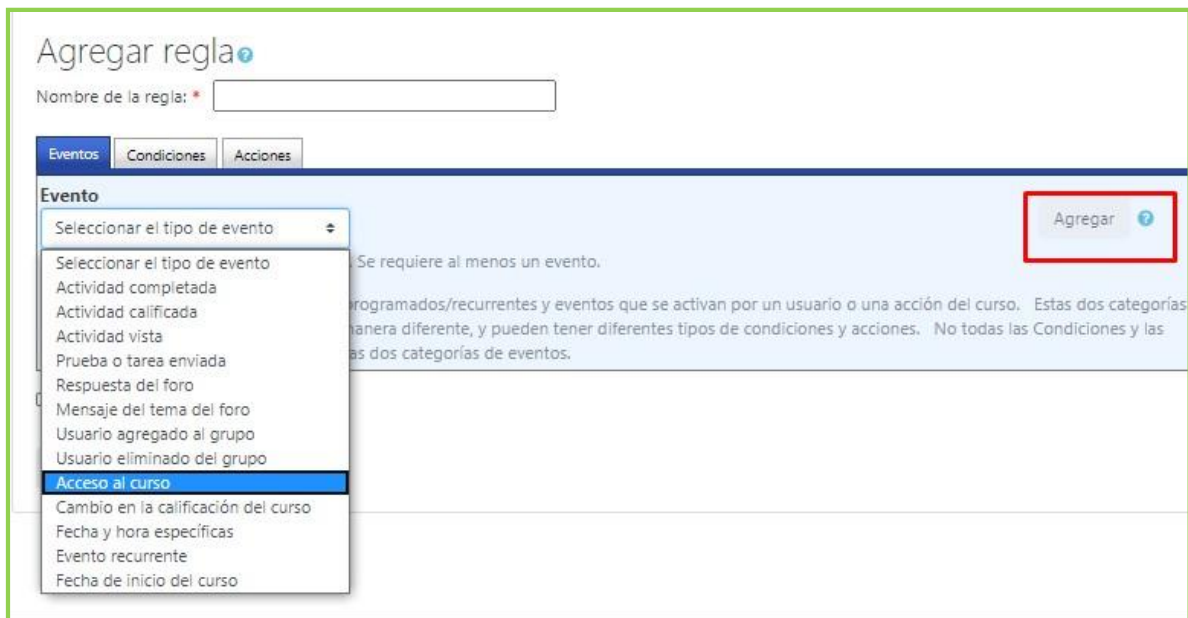 Agregar regla
Nombre de la regla: *
Eventos Condiciones Acciones
Evento
Seleccionar el tipo de evento Agregar
Seleccionar el tipo de evento Se requiere al menos un evento.
Actividad completada
Actividad calificada programados/recurrentes y eventos que se activan por un usuario o una acción del curso. Estas dos categorías
Actividad vista manera diferente, y pueden tener diferentes tipos de condiciones y acciones. No todas las Condiciones y las
Prueba o tarea enviada as dos categorías de eventos.
Respuesta del foro
Mensaje del tema del foro
Usuario agregado al grupo
Usuario eliminado del grupo
Acceso al curso
Cambio en la calificación del curso
Fecha y hora específicas
Evento recurrente
Fecha de inicio del curso